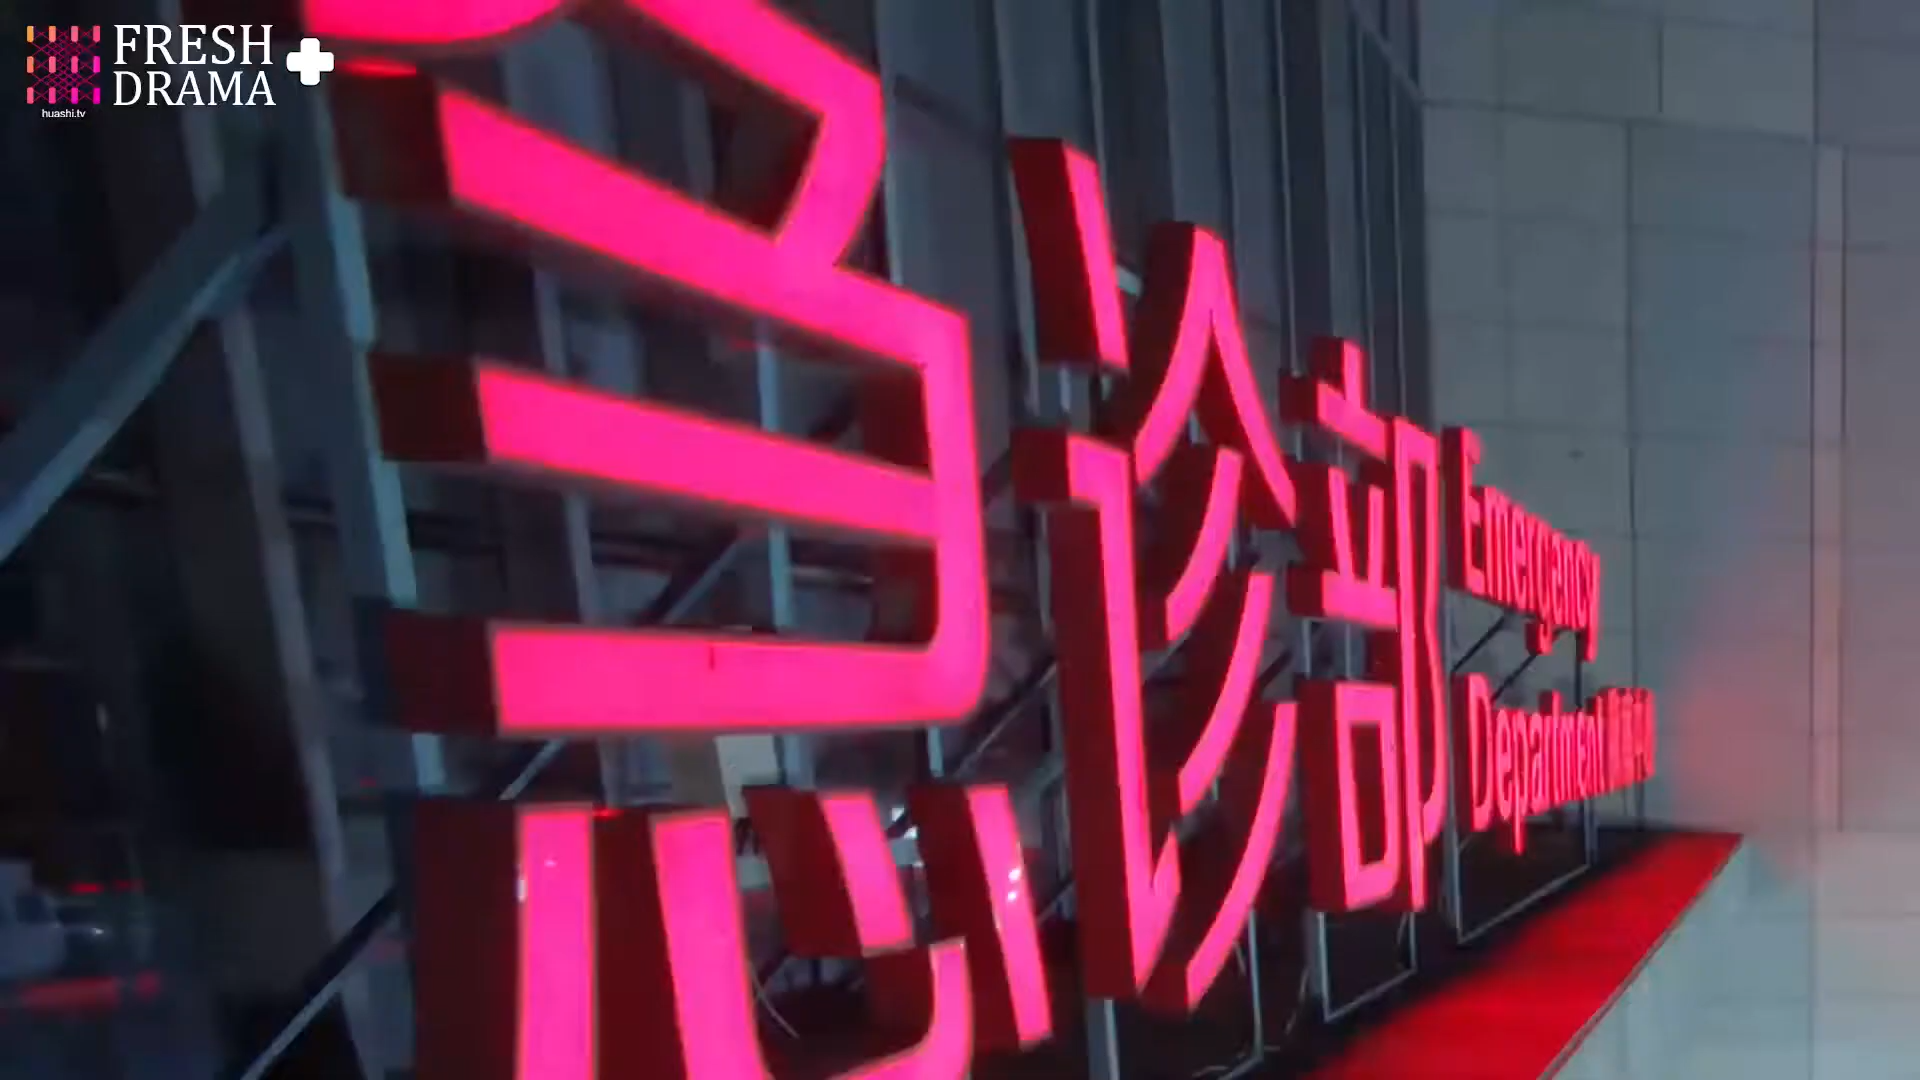 FRESH
DRAMA
huashi.tv
急诊部
Emergency
Department